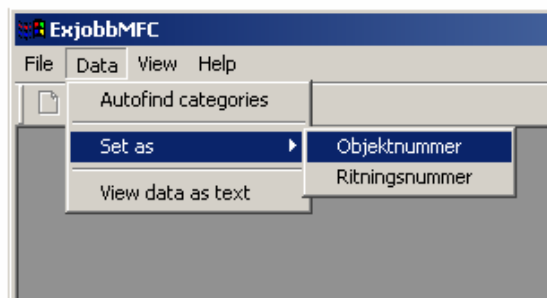 ExjobbMFC
File Data View Help
Autofind categories
Set as
Objektnummer
Ritningsnummer
View data as text